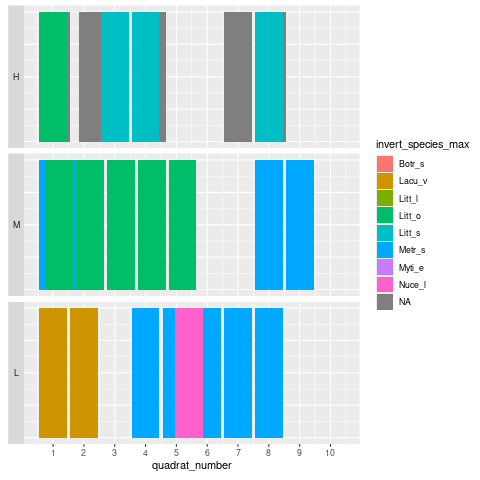 H
M
L
1 2 3 4 5 6 7 8 9 10
quadrat_number
invert_species_max
Botr_s
Lacu_v
Litt_l
Litt_o
Litt_s
Metr_s
Myti_e
Nuce_l
NA